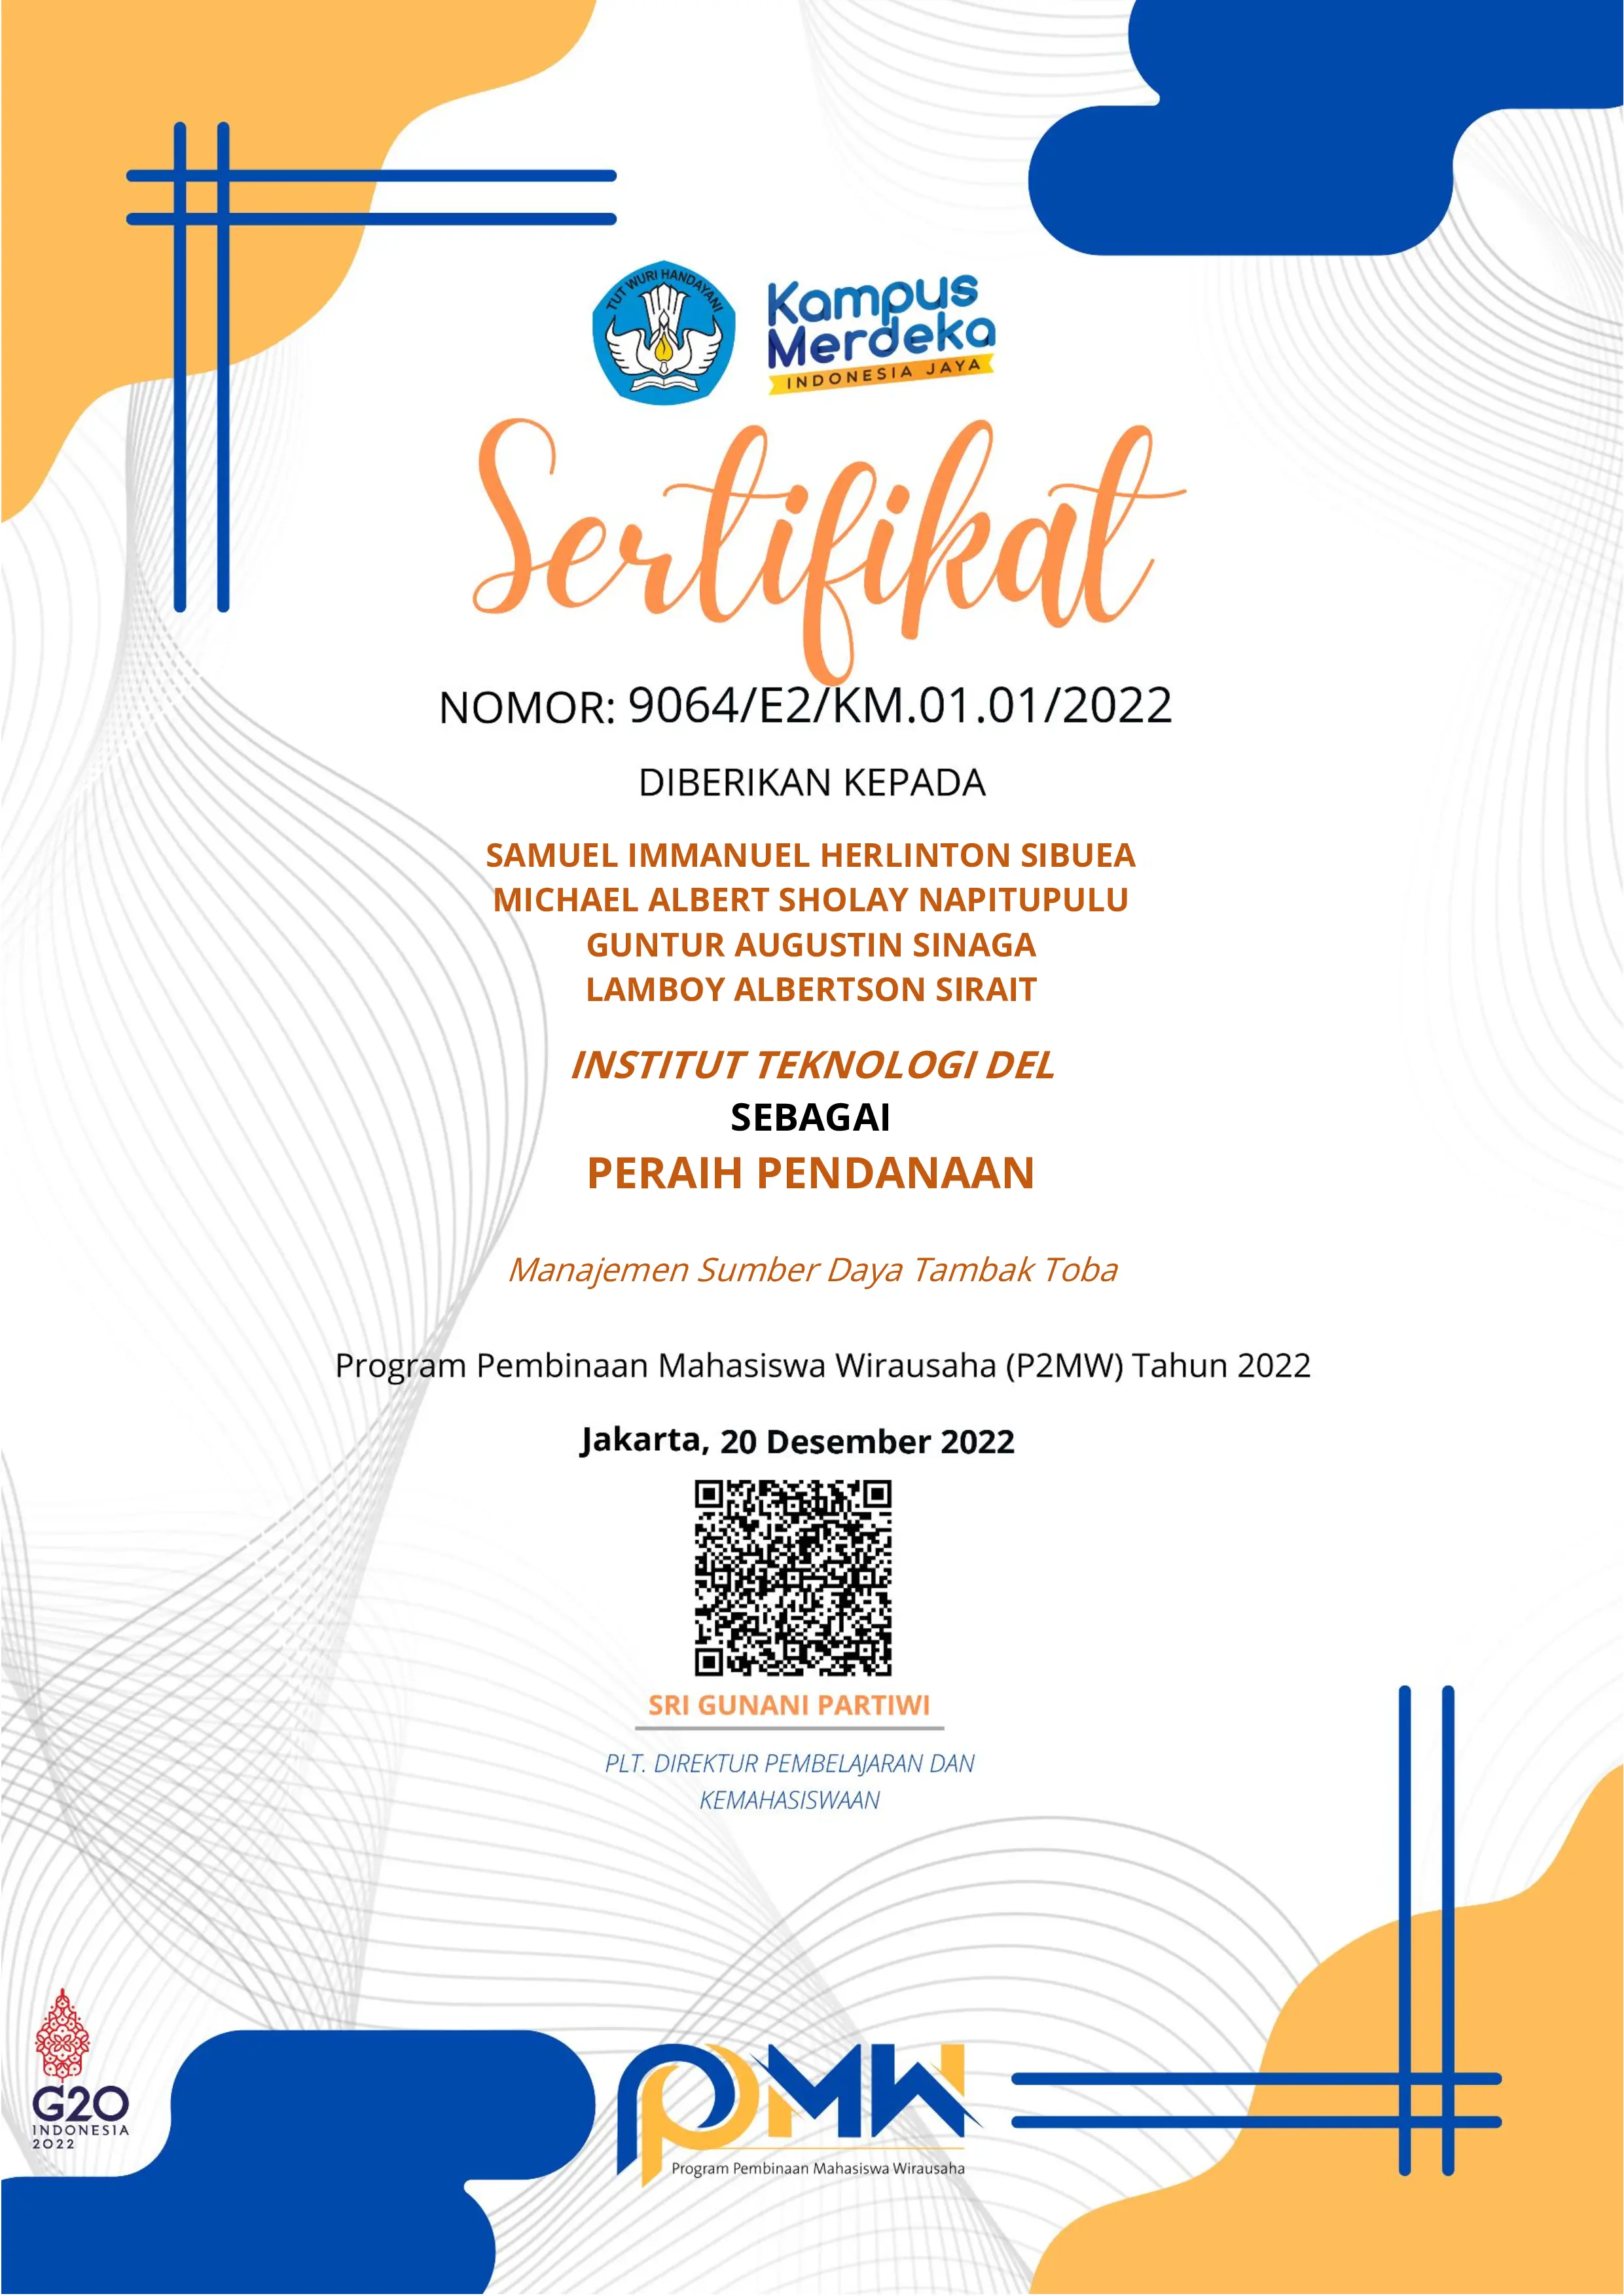 TUT WURI HANDAYANI
Kampus
Merdeka
INDONESIA JAYA
Sertifikat
NOMOR: 9064/E2/KM.01.01/2022
DIBERIKAN KEPADA
SAMUEL IMMANUEL HERLINTON SIBUEA
MICHAEL ALBERT SHOLAY NAPITUPULU
GUNTUR AUGUSTIN SINAGA
LAMBOY ALBERTSON SIRAIT
INSTITUT TEKNOLOGI DEL
SEBAGAI
PERAIH PENDANAAN
Manajemen Sumber Daya Tambak Toba
Program Pembinaan Mahasiswa Wirausaha (P2MW) Tahun 2022
Jakarta, 20 Desember 2022
SRI GUNANI PARTIWI
PLT. DIREKTUR PEMBELAJARAN DAN
KEMAHASISWAAN
G20
INDONESIA
2022
PPMW
Program Pembinaan Mahasiswa Wirausaha